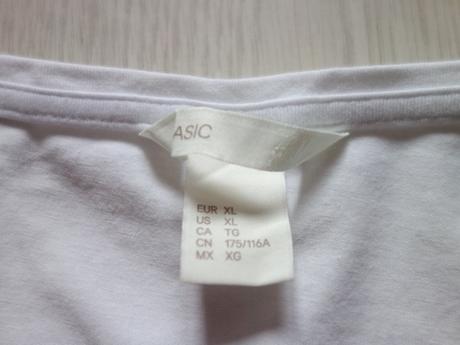 ASIC
EUR XL
US XL
CA TG
CN 175/116A
MX XG